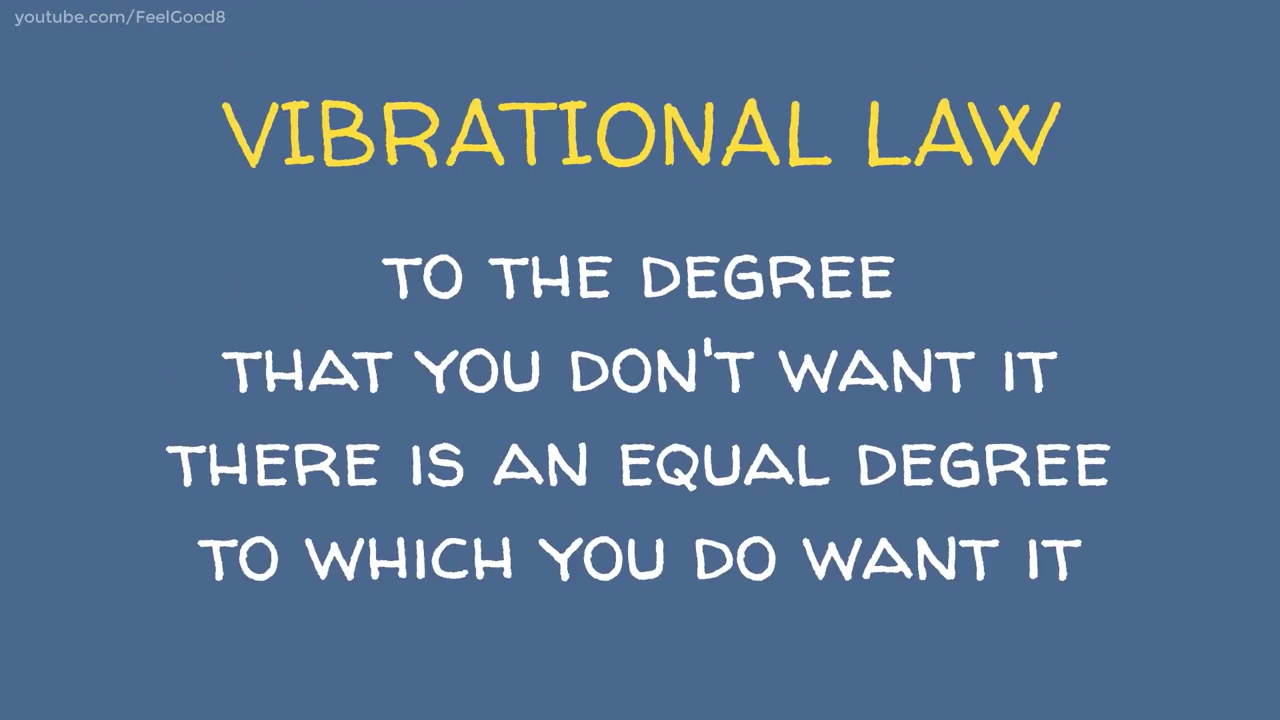 youtube.com/FeelGood8
VIBRATIONAL LAW
TO THE DEGREE
THAT YOU DON'T WANT IT
THERE IS AN EQUAL DEGREE
TO WHICH YOU DO WANT IT